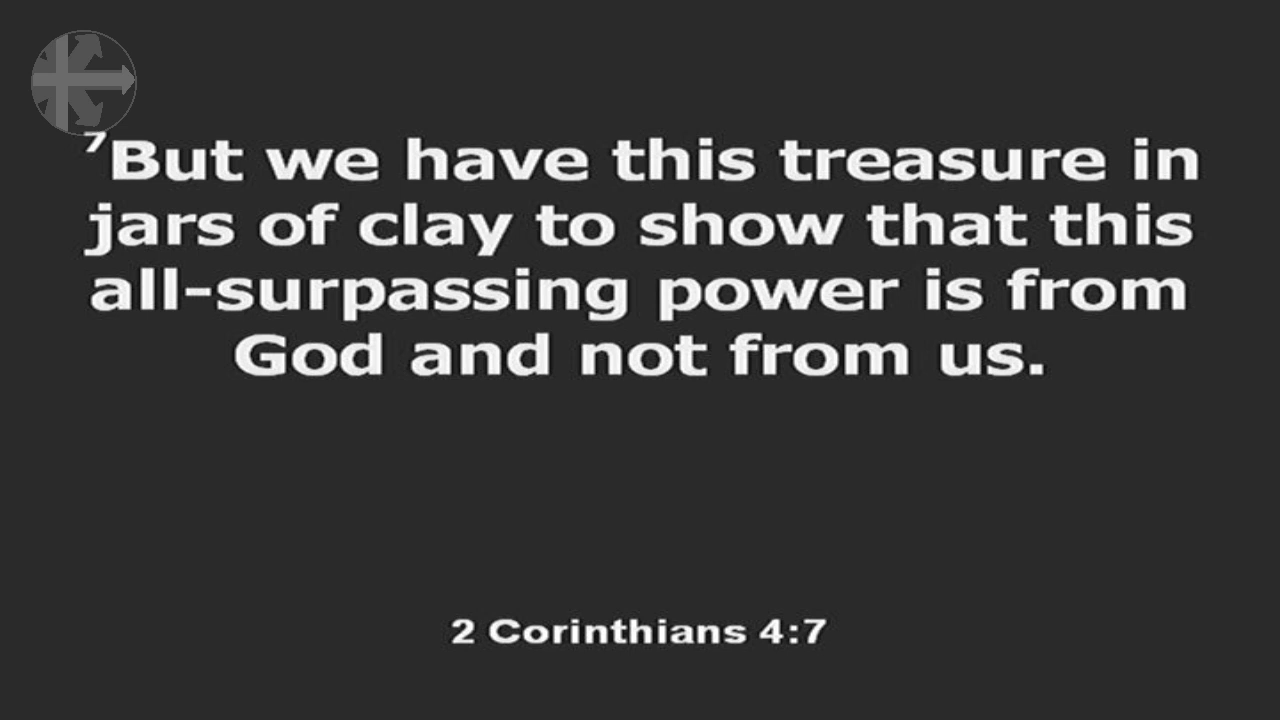 ⁷But we have this treasure in
jars of clay to show that this
all-surpassing power is from
God and not from us.
2 Corinthians 4:7